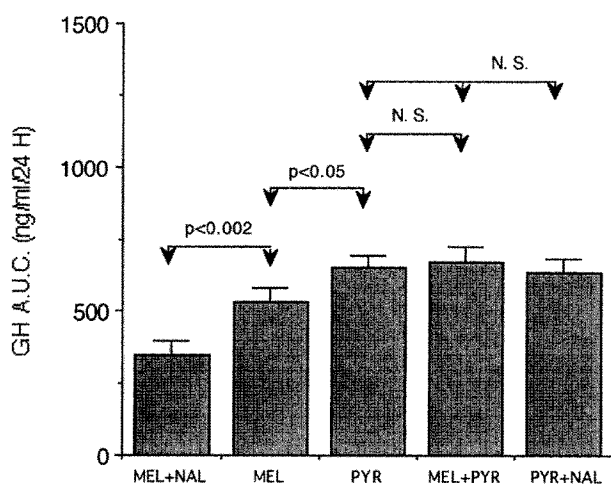 1500
N. S.
N. S.
1000
p<0.05
p<0.002
500
0
GH A.U.C. (ng/ml/24 H)
MEL+NAL MEL PYR MEL+PYR PYR+NAL